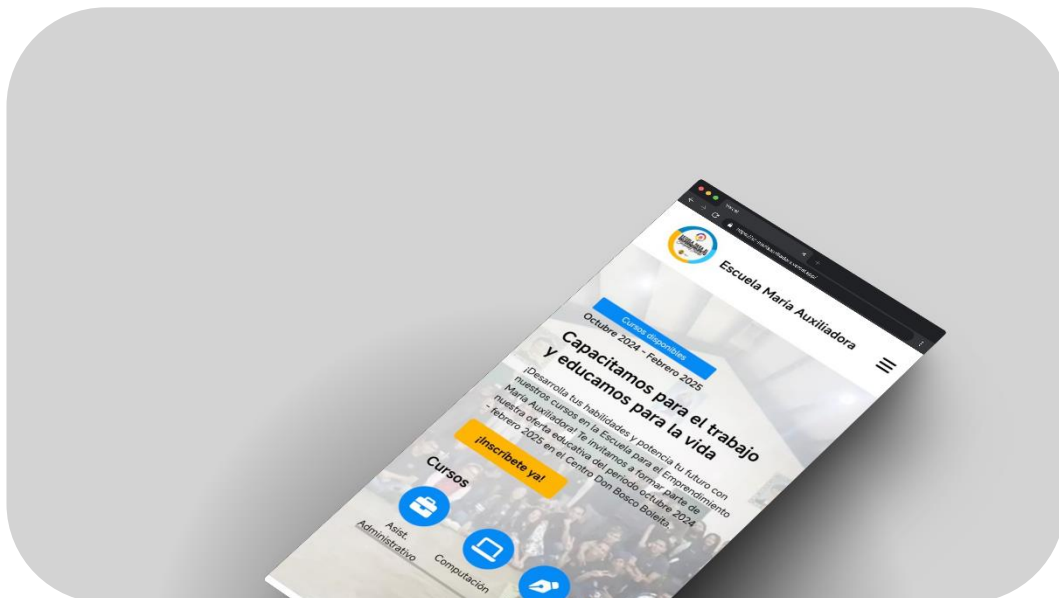 Escuela María Auxiliadora
Cursos disponibles
Octubre 2024 - Febrero 2025
Capacitamos para el trabajo
y educamos para la vida
¡Desarrolla tus habilidades y potencia tu futuro con
nuestros cursos en la Escuela para el Emprendimiento
María Auxiliadora! Te invitamos a formar parte de
nuestra oferta educativa del periodo octubre 2024
- febrero 2025 en el Centro Don Bosco Boleíta.
¡Inscríbete ya!
Cursos
Asist.
Administrativo
Computación